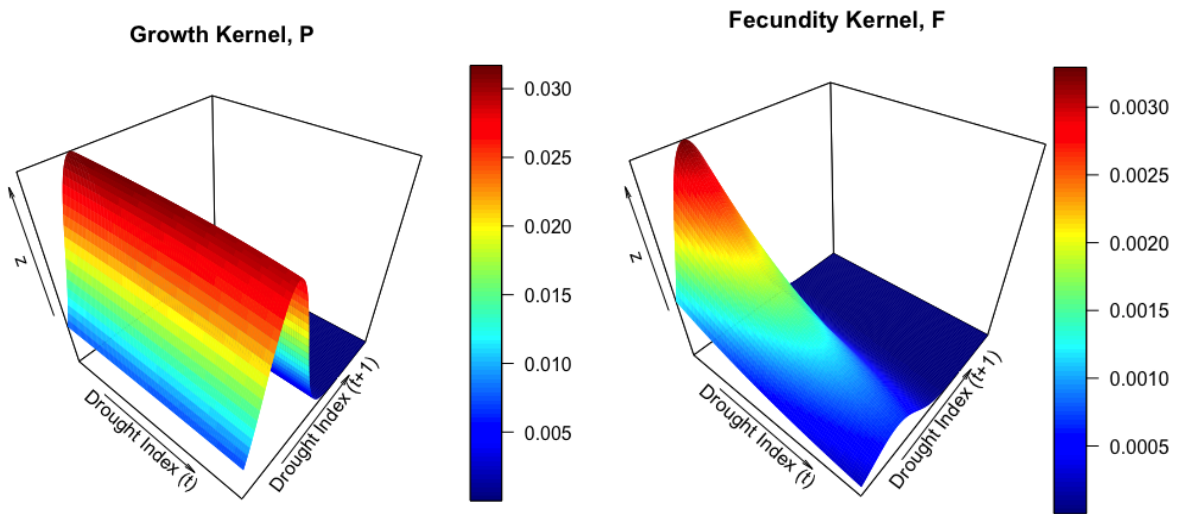 Growth Kernel, P
z
Drought Index (t)
Drought Index (t+1)
0.030
0.025
0.020
0.015
0.010
0.005
Fecundity Kernel, F
z
Drought Index (t)
Drought Index (t+1)
0.0030
0.0025
0.0020
0.0015
0.0010
0.0005